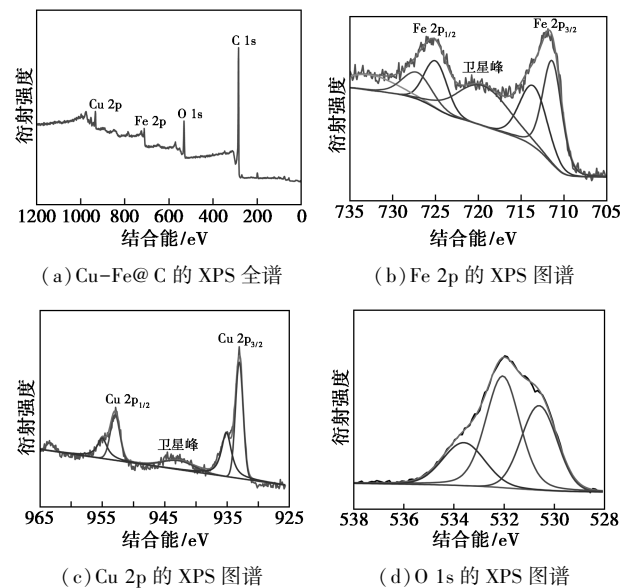 C 1s
Cu 2p
Fe 2p
O 1s
衍射强度
1200 1000 800 600 400 200 0
结合能/eV
(a)Cu-Fe@ C 的 XPS 全谱
Fe 2p1/2
Fe 2p3/2
卫星峰
衍射强度
735 730 725 720 715 710 705
结合能/eV
(b)Fe 2p 的 XPS 图谱
Cu 2p3/2
Cu 2p1/2
卫星峰
衍射强度
965 955 945 935 925
结合能/eV
(c)Cu 2p 的 XPS 图谱
衍射强度
538 536 534 532 530 528
结合能/eV
(d)O 1s 的 XPS 图谱